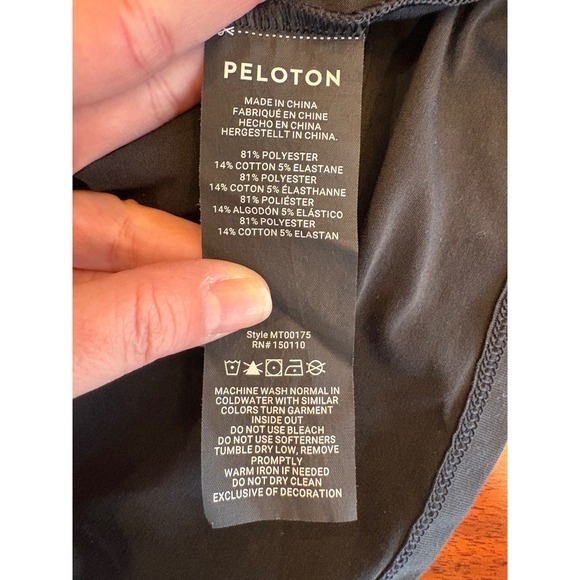 PELOTON
MADE IN CHINA
FABRIQUÉ EN CHINE
HECHO EN CHINA
HERGESTELLT IN CHINA.
81% POLYESTER
14% COTTON 5% ELASTANE
81% POLYESTER
14% COTON 5% ÉLASTHANNE
81% POLIÉSTER
14% ALGODÓN 5% ELÁSTICO
81% POLYESTER
14% COTTON 5% ELASTAN
Style MT00175
RN# 150110
MACHINE WASH NORMAL IN
COLDWATER WITH SIMILAR
COLORS TURN GARMENT
INSIDE OUT
DO NOT USE BLEACH
DO NOT USE SOFTERNERS
TUMBLE DRY LOW, REMOVE
PROMPTLY
WARM IRON IF NEEDED
DO NOT DRY CLEAN
EXCLUSIVE OF DECORATION